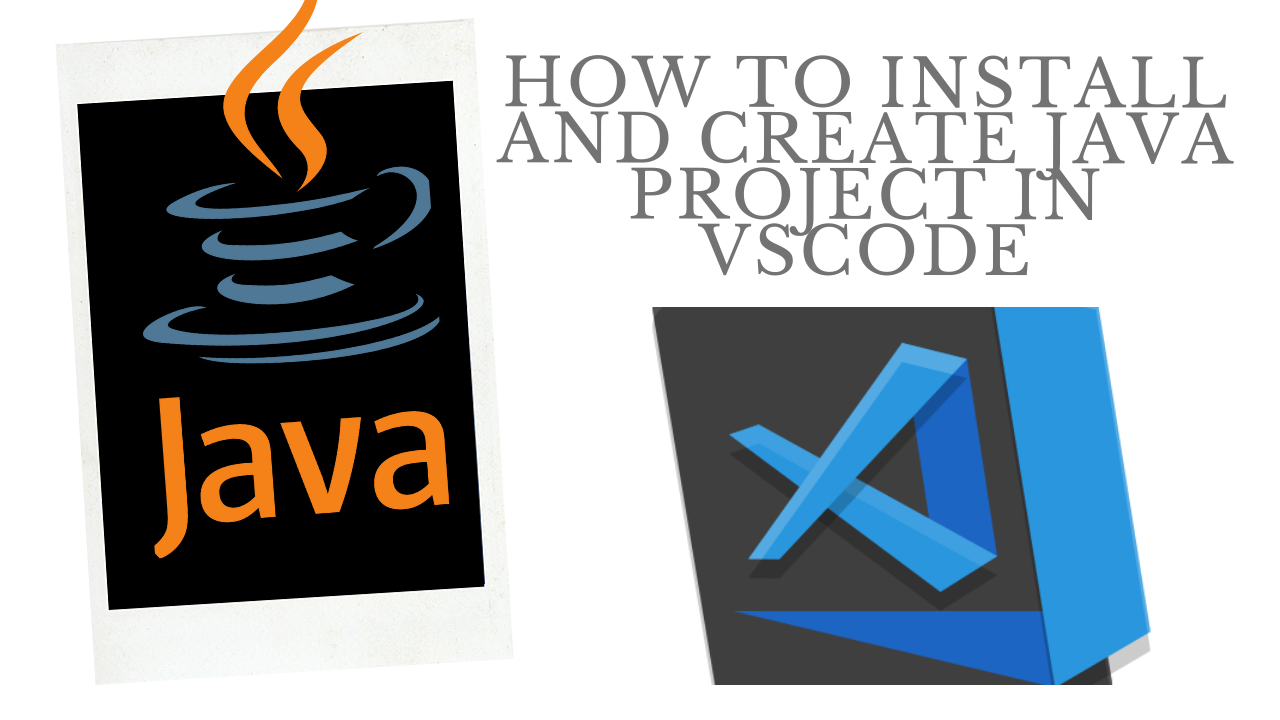 HOW TO INSTALL
AND CREATE JAVA
PROJECT IN
VSCODE
Java